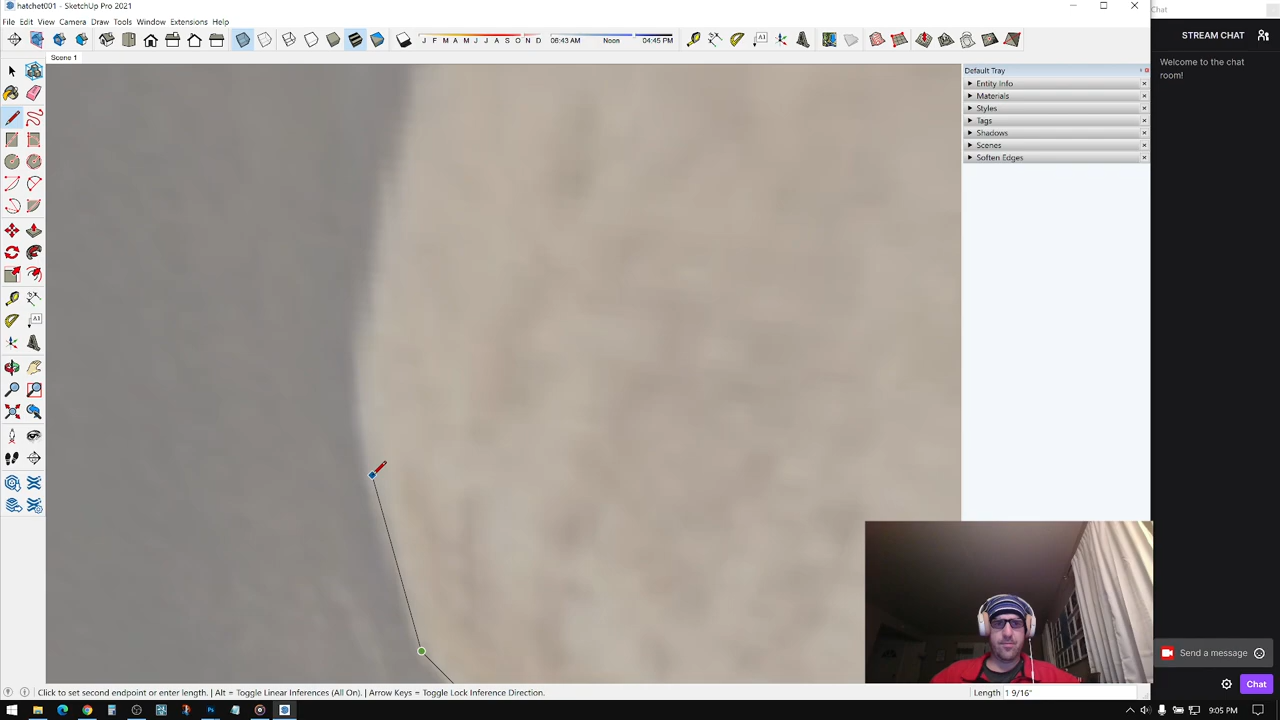 hatchet001 - SketchUp Pro 2021
File Edit View Camera Draw Tools Window Extensions Help
J F M A M J J A S O N D 06:43 AM Noon 04:45 PM
Scene 1
Default Tray
Entity Info
Materials
Styles
Tags
Shadows
Scenes
Soften Edges
Chat
STREAM CHAT
Welcome to the chat
room!
Send a message
Chat
Click to set second endpoint or enter length. | Alt = Toggle Linear Inferences (All On). | Arrow Keys = Toggle Lock Inference Direction.
Length 1 9/16"
9:05 PM